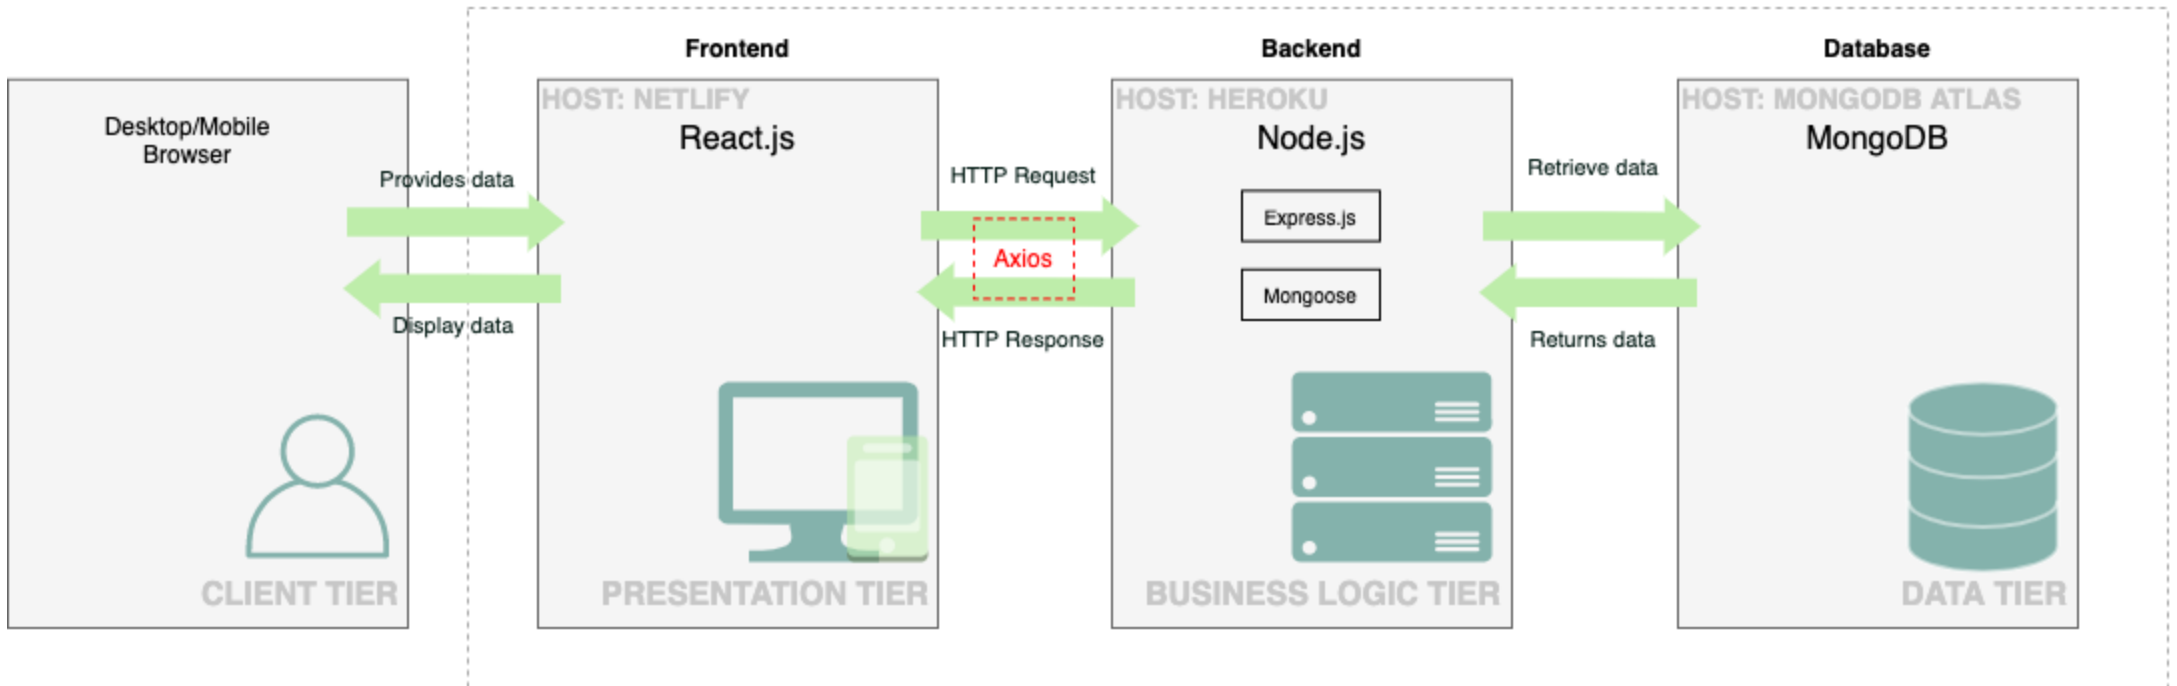 Frontend
Backend
Database
Desktop/Mobile
Browser
CLIENT TIER
Provides data
Display data
HOST: NETLIFY
React.js
PRESENTATION TIER
HTTP Request
Axios
HTTP Response
HOST: HEROKU
Node.js
Express.js
Mongoose
BUSINESS LOGIC TIER
Retrieve data
Returns data
HOST: MONGODB ATLAS
MongoDB
DATA TIER